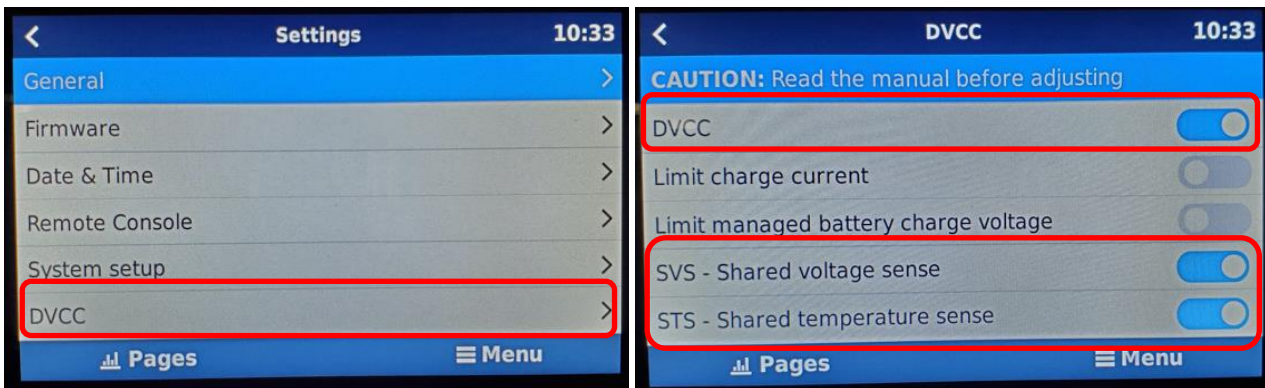 Settings 10:33
General
Firmware
Date & Time
Remote Console
System setup
DVCC
Pages Menu
DVCC 10:33
CAUTION: Read the manual before adjusting
DVCC
Limit charge current
Limit managed battery charge voltage
SVS - Shared voltage sense
STS - Shared temperature sense
Pages Menu